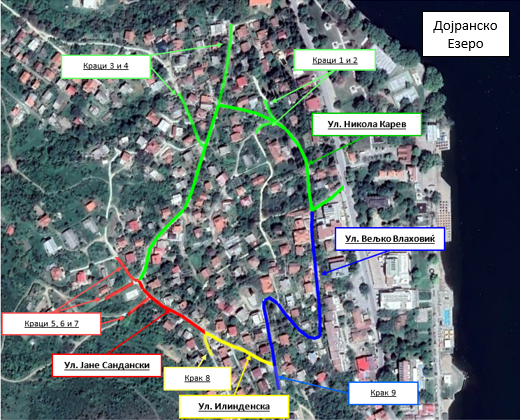 Дојранско
Езеро
Краци 3 и 4
Краци 1 и 2
Ул. Никола Карев
Ул. Вељко Влаховиќ
Краци 5, 6 и 7
Ул. Јане Сандански
Крак 8
Крак 9
Ул. Илинденска